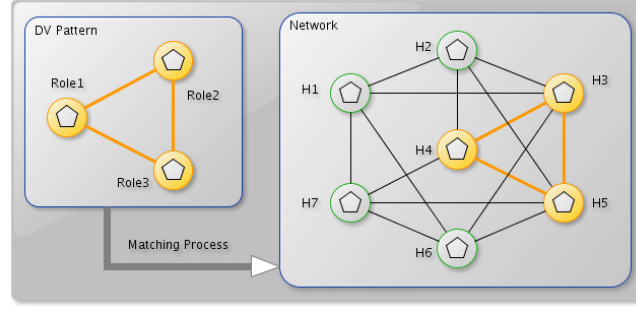 DV Pattern
Role1
Role2
Role3
Matching Process
Network
H2
H1
H3
H4
H7
H5
H6